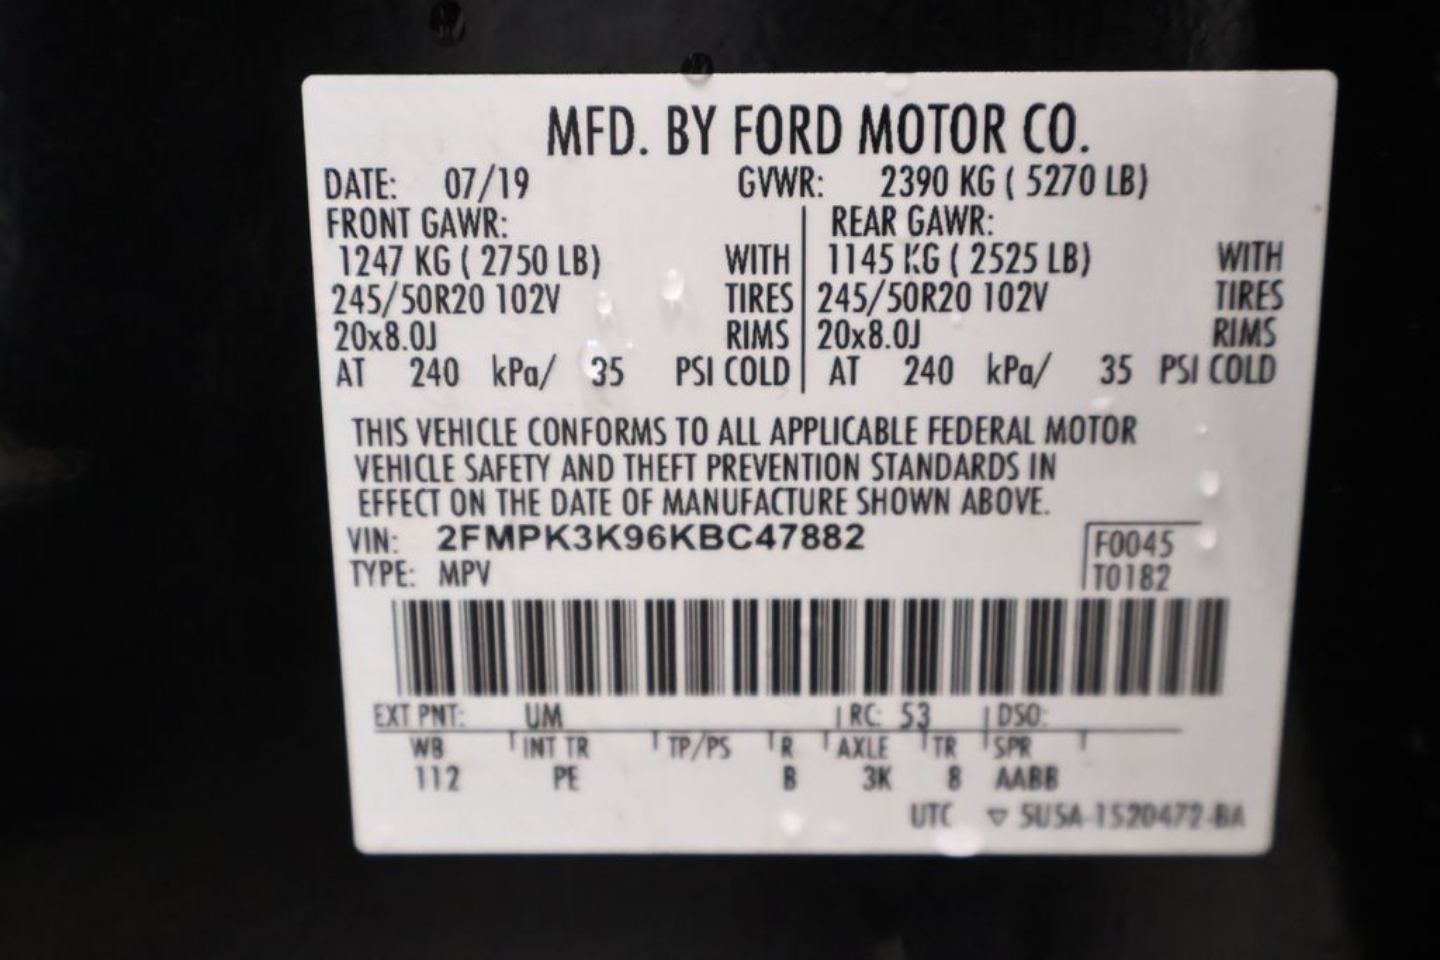 MFD. BY FORD MOTOR CO.
DATE: 07/19 GVWR: 2390 KG ( 5270 LB)
FRONT GAWR: REAR GAWR:
1247 KG ( 2750 LB) WITH 1145 KG ( 2525 LB) WITH
245/50R20 102V TIRES 245/50R20 102V TIRES
20x8.0J RIMS 20x8.0J RIMS
AT 240 kPa/ 35 PSI COLD AT 240 kPa/ 35 PSI COLD
THIS VEHICLE CONFORMS TO ALL APPLICABLE FEDERAL MOTOR
VEHICLE SAFETY AND THEFT PREVENTION STANDARDS IN
EFFECT ON THE DATE OF MANUFACTURE SHOWN ABOVE.
VIN: 2FMPK3K96KBC47882 F0045
TYPE: MPV T0182
EXT PNT: UM RC: 53 DSO:
WB INT TR TP/PS R AXLE TR SPR
112 PE B 3K 8 AABB
UTC ▽ 5U5A-1520472-BA